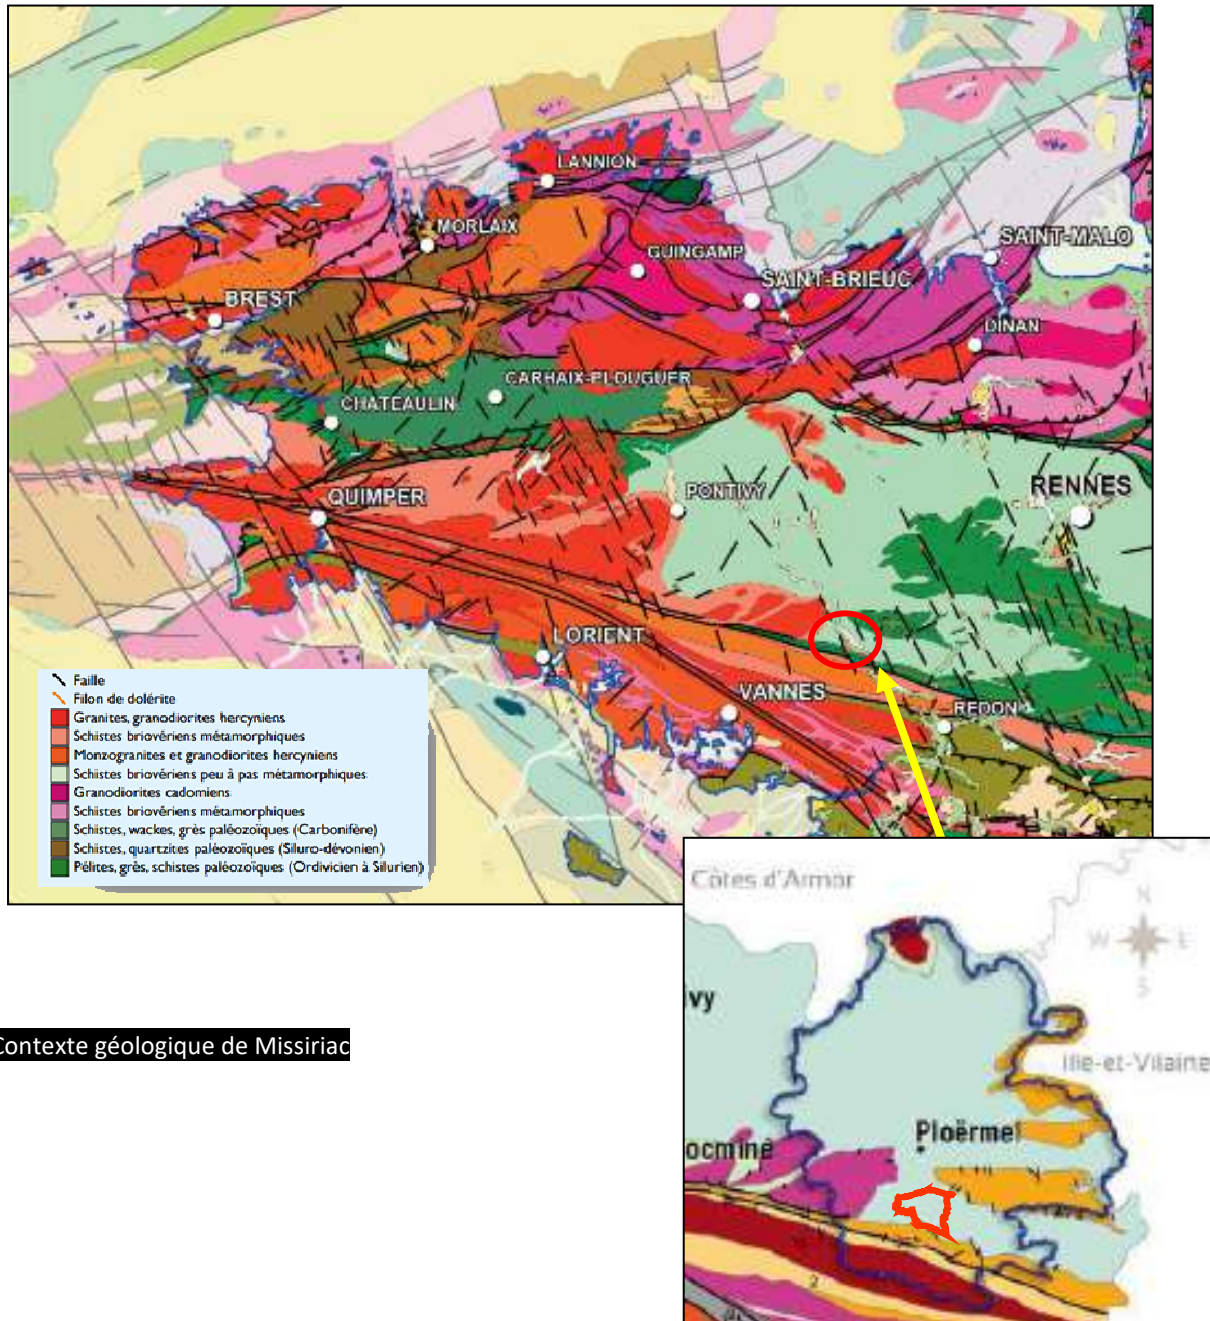 LANNION
MORLAIX
GUINGAMP
SAINT-MALO
SAINT-BRIEUC
BREST
DINAN
CARHAIX-PLOUGUER
CHATEAULIN
QUIMPER
PONTIVY
RENNES
LORIENT
VANNES
REDON
Faille
Filon de dolérite
Granites, granodiorites hercyniens
Schistes briovériens métamorphiques
Monzogranites et granodiorites hercyniens
Schistes briovériens peu à pas métamorphiques
Granodiorites cadomiens
Schistes briovériens métamorphiques
Schistes, wackes, grès paléozoïques (Carbonifère)
Schistes, quartzites paléozoïques (Siluro-dévonien)
Pélites, grès, schistes paléozoïques (Ordivicien à Silurien)
Côtes d'Armor
N
W E
S
ivy
Contexte géologique de Missiriac
Ille-et-Vilaine
Ploërmel
ocminé
2